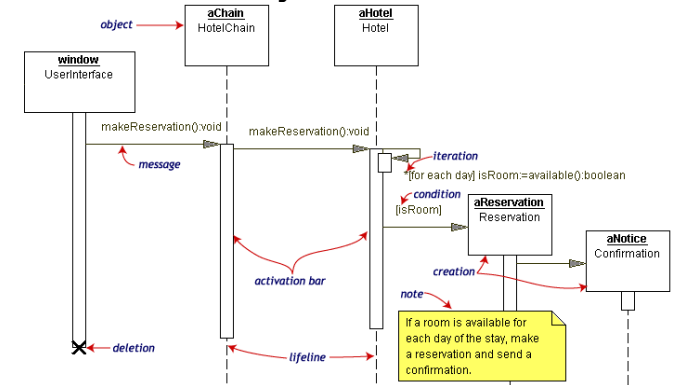 object
aChain
HotelChain
aHotel
Hotel
window
UserInterface
makeReservation():void
makeReservation():void
message
iteration
*[for each day] isRoom:=available():boolean
condition
[isRoom]
aReservation
Reservation
aNotice
Confirmation
activation bar
creation
note
If a room is available for
each day of the stay, make
a reservation and send a
confirmation.
deletion
lifeline